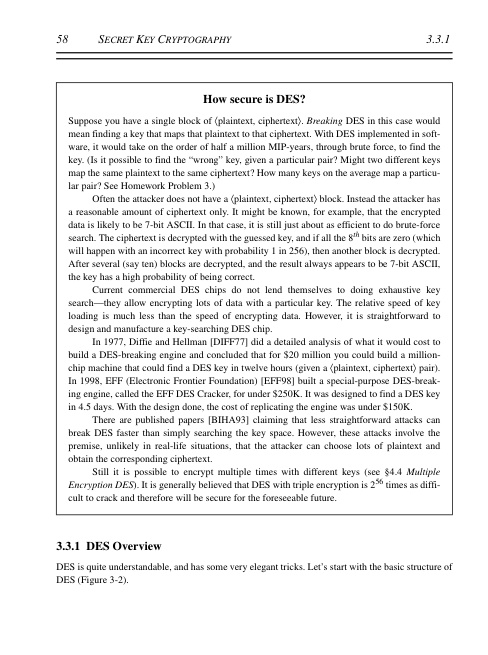 58 SECRET KEY CRYPTOGRAPHY 3.3.1
How secure is DES?
Suppose you have a single block of ⟨plaintext, ciphertext⟩. Breaking DES in this case would
mean finding a key that maps that plaintext to that ciphertext. With DES implemented in soft-
ware, it would take on the order of half a million MIP-years, through brute force, to find the
key. (Is it possible to find the “wrong” key, given a particular pair? Might two different keys
map the same plaintext to the same ciphertext? How many keys on the average map a particu-
lar pair? See Homework Problem 3.)
Often the attacker does not have a ⟨plaintext, ciphertext⟩ block. Instead the attacker has
a reasonable amount of ciphertext only. It might be known, for example, that the encrypted
data is likely to be 7-bit ASCII. In that case, it is still just about as efficient to do brute-force
search. The ciphertext is decrypted with the guessed key, and if all the 8th bits are zero (which
will happen with an incorrect key with probability 1 in 256), then another block is decrypted.
After several (say ten) blocks are decrypted, and the result always appears to be 7-bit ASCII,
the key has a high probability of being correct.
Current commercial DES chips do not lend themselves to doing exhaustive key
search—they allow encrypting lots of data with a particular key. The relative speed of key
loading is much less than the speed of encrypting data. However, it is straightforward to
design and manufacture a key-searching DES chip.
In 1977, Diffie and Hellman [DIFF77] did a detailed analysis of what it would cost to
build a DES-breaking engine and concluded that for $20 million you could build a million-
chip machine that could find a DES key in twelve hours (given a ⟨plaintext, ciphertext⟩ pair).
In 1998, EFF (Electronic Frontier Foundation) [EFF98] built a special-purpose DES-break-
ing engine, called the EFF DES Cracker, for under $250K. It was designed to find a DES key
in 4.5 days. With the design done, the cost of replicating the engine was under $150K.
There are published papers [BIHA93] claiming that less straightforward attacks can
break DES faster than simply searching the key space. However, these attacks involve the
premise, unlikely in real-life situations, that the attacker can choose lots of plaintext and
obtain the corresponding ciphertext.
Still it is possible to encrypt multiple times with different keys (see §4.4 Multiple
Encryption DES). It is generally believed that DES with triple encryption is 2^56 times as diffi-
cult to crack and therefore will be secure for the foreseeable future.
3.3.1 DES Overview
DES is quite understandable, and has some very elegant tricks. Let’s start with the basic structure of
DES (Figure 3-2).